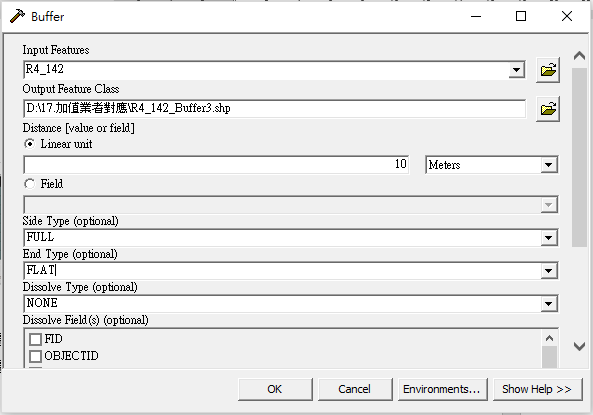 Buffer
Input Features
R4_142
Output Feature Class
D:\17.加值業者對應\R4_142_Buffer3.shp
Distance [value or field]
Linear unit
10 Meters
Field
Side Type (optional)
FULL
End Type (optional)
FLAT
Dissolve Type (optional)
NONE
Dissolve Field(s) (optional)
FID
OBJECTID
OK Cancel Environments... Show Help >>